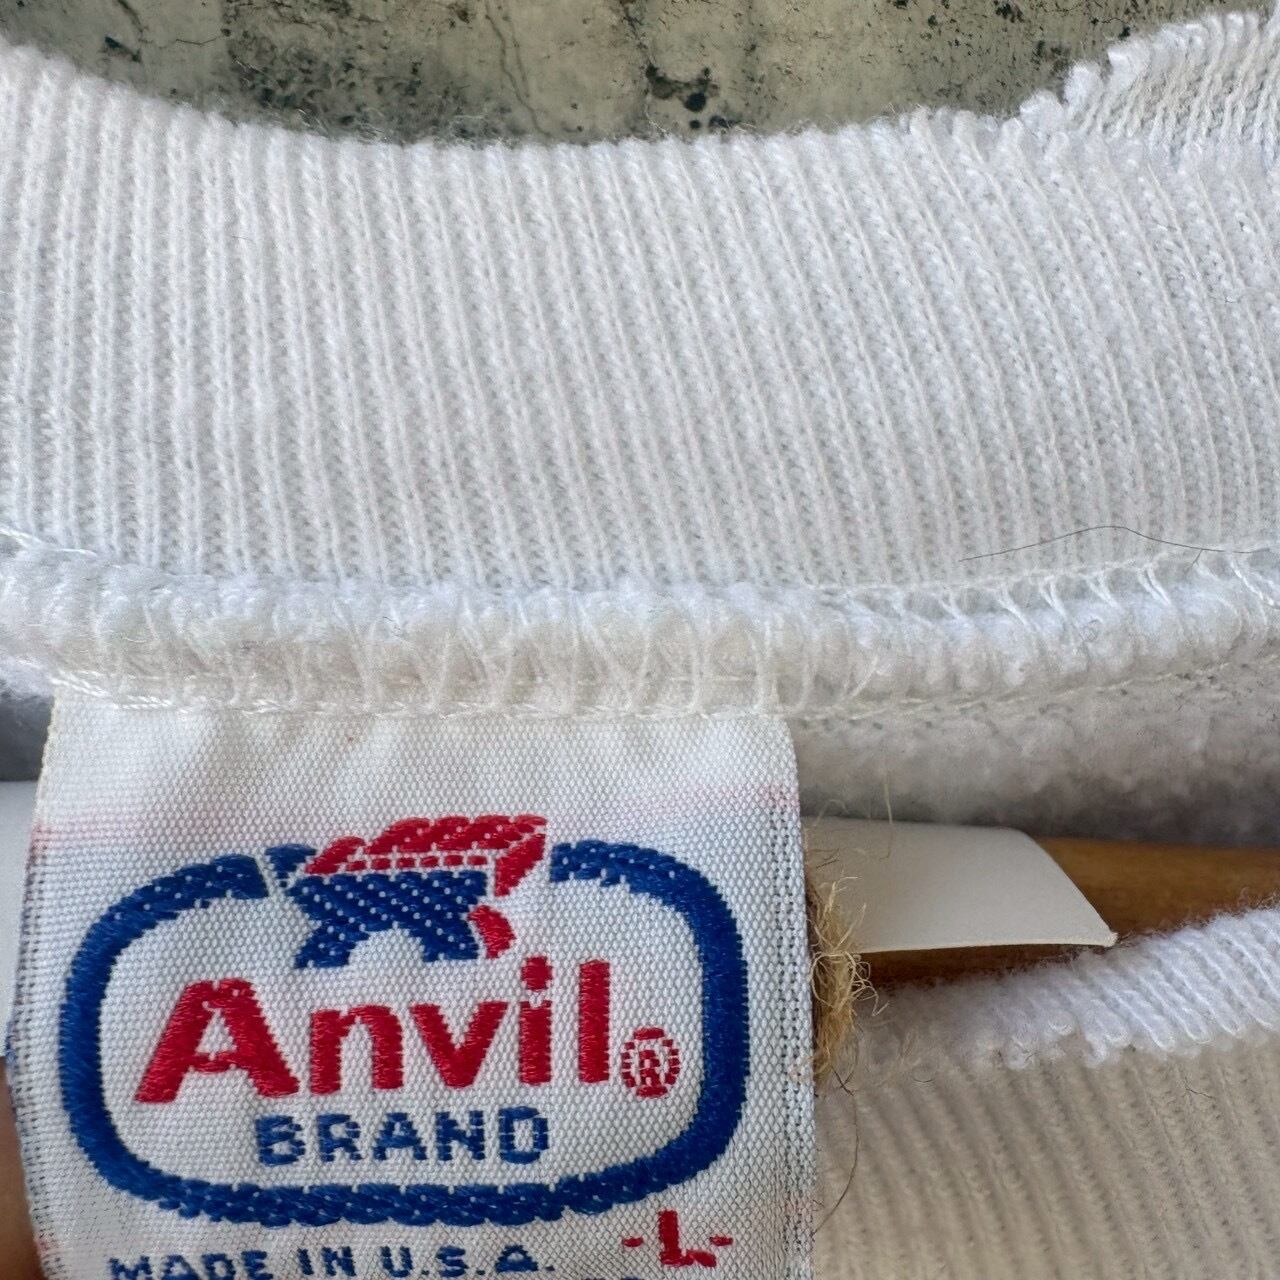 Anvil®
BRAND
-L-
MADE IN U.S.A.